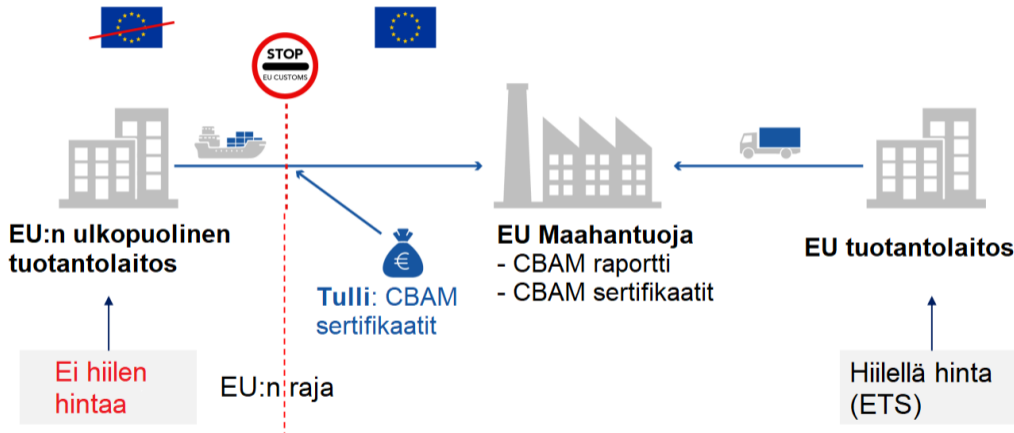 STOP
EU CUSTOMS
EU:n ulkopuolinen
tuotantolaitos
EU Maahantuoja
- CBAM raportti
- CBAM sertifikaatit
EU tuotantolaitos
€
Tulli: CBAM
sertifikaatit
Ei hiilen
hintaa
EU:n raja
Hiilellä hinta
(ETS)